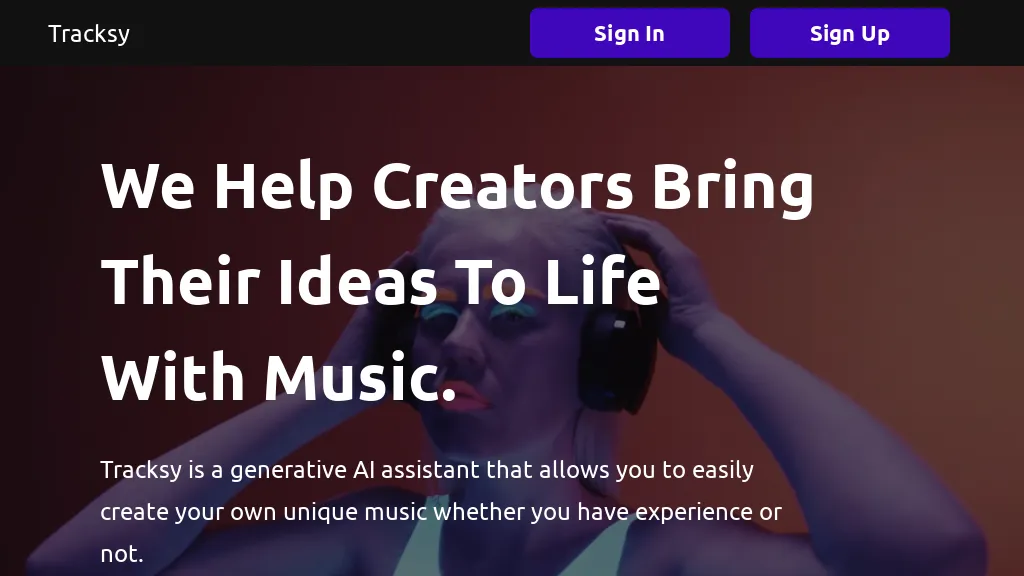 Tracksy
Sign In
Sign Up
We Help Creators Bring
Their Ideas To Life
With Music.
Tracksy is a generative AI assistant that allows you to easily
create your own unique music whether you have experience or
not.